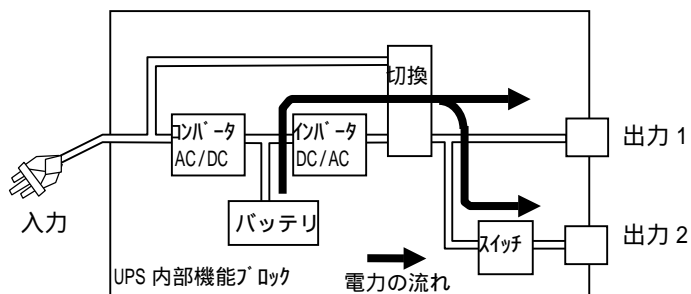 切換
コンバータ
AC/DC
インバータ
DC/AC
出力 1
入力
バッテリ
スイッチ
出力 2
UPS 内部機能ブロック
電力の流れ